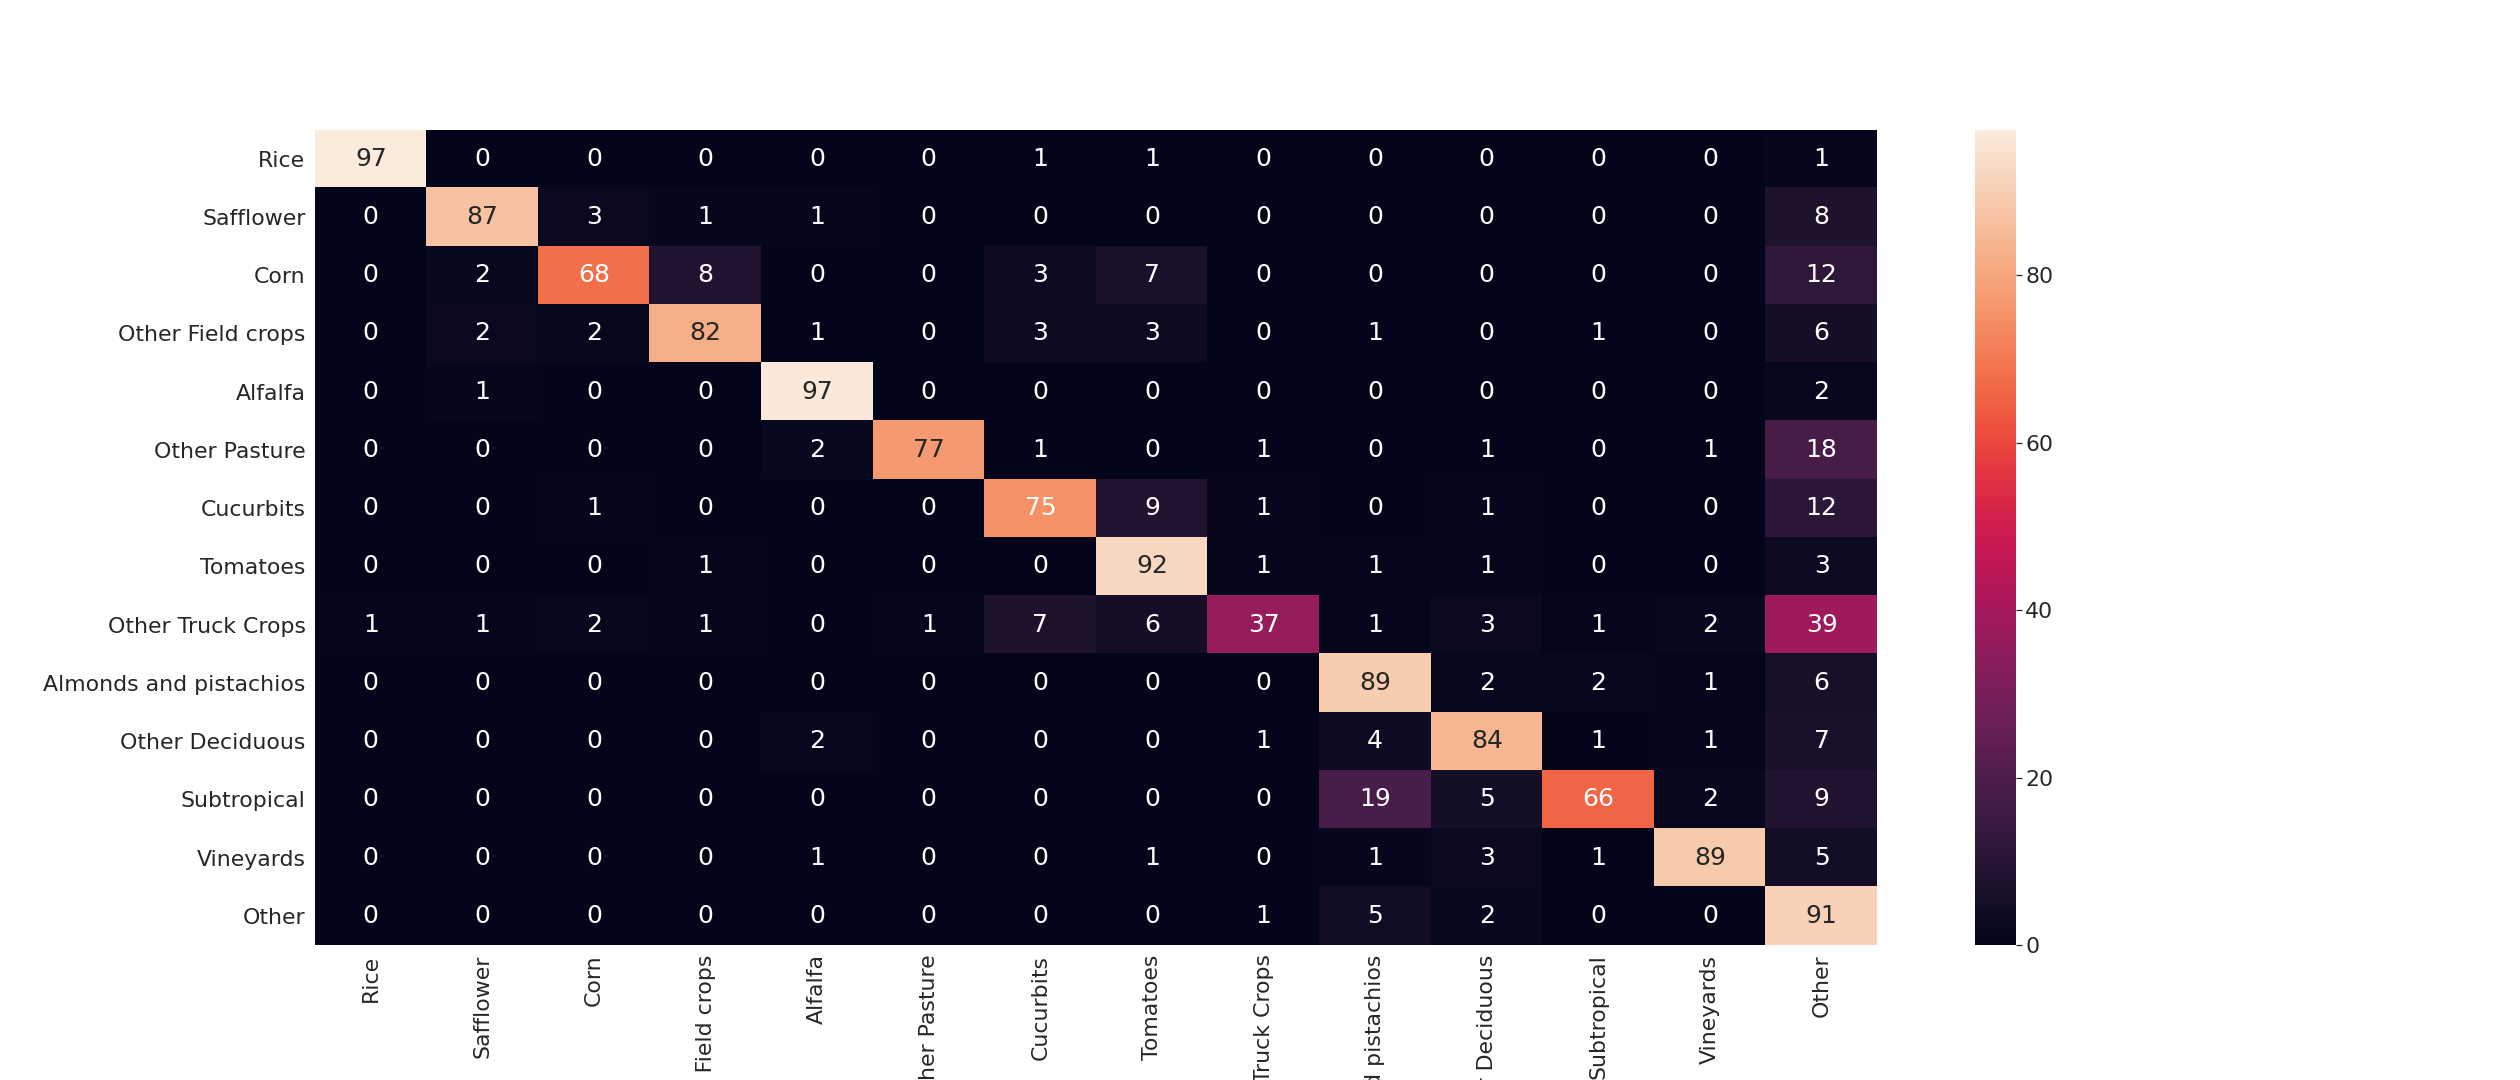 Rice 97 0 0 0 0 0 1 1 0 0 0 0 0 1
Safflower 0 87 3 1 1 0 0 0 0 0 0 0 0 8
Corn 0 2 68 8 0 0 3 7 0 0 0 0 0 12
Other Field crops 0 2 2 82 1 0 3 3 0 1 0 1 0 6
Alfalfa 0 1 0 0 97 0 0 0 0 0 0 0 0 2
Other Pasture 0 0 0 0 2 77 1 0 1 0 1 0 1 18
Cucurbits 0 0 1 0 0 0 75 9 1 0 1 0 0 12
Tomatoes 0 0 0 1 0 0 0 92 1 1 1 0 0 3
Other Truck Crops 1 1 2 1 0 1 7 6 37 1 3 1 2 39
Almonds and pistachios 0 0 0 0 0 0 0 0 0 89 2 2 1 6
Other Deciduous 0 0 0 0 2 0 0 0 1 4 84 1 1 7
Subtropical 0 0 0 0 0 0 0 0 0 19 5 66 2 9
Vineyards 0 0 0 0 1 0 0 1 0 1 3 1 89 5
Other 0 0 0 0 0 0 0 0 1 5 2 0 0 91
Rice
Safflower
Corn
Field crops
Alfalfa
her Pasture
Cucurbits
Tomatoes
Truck Crops
pistachios
Deciduous
Subtropical
Vineyards
Other
80
60
40
20
0